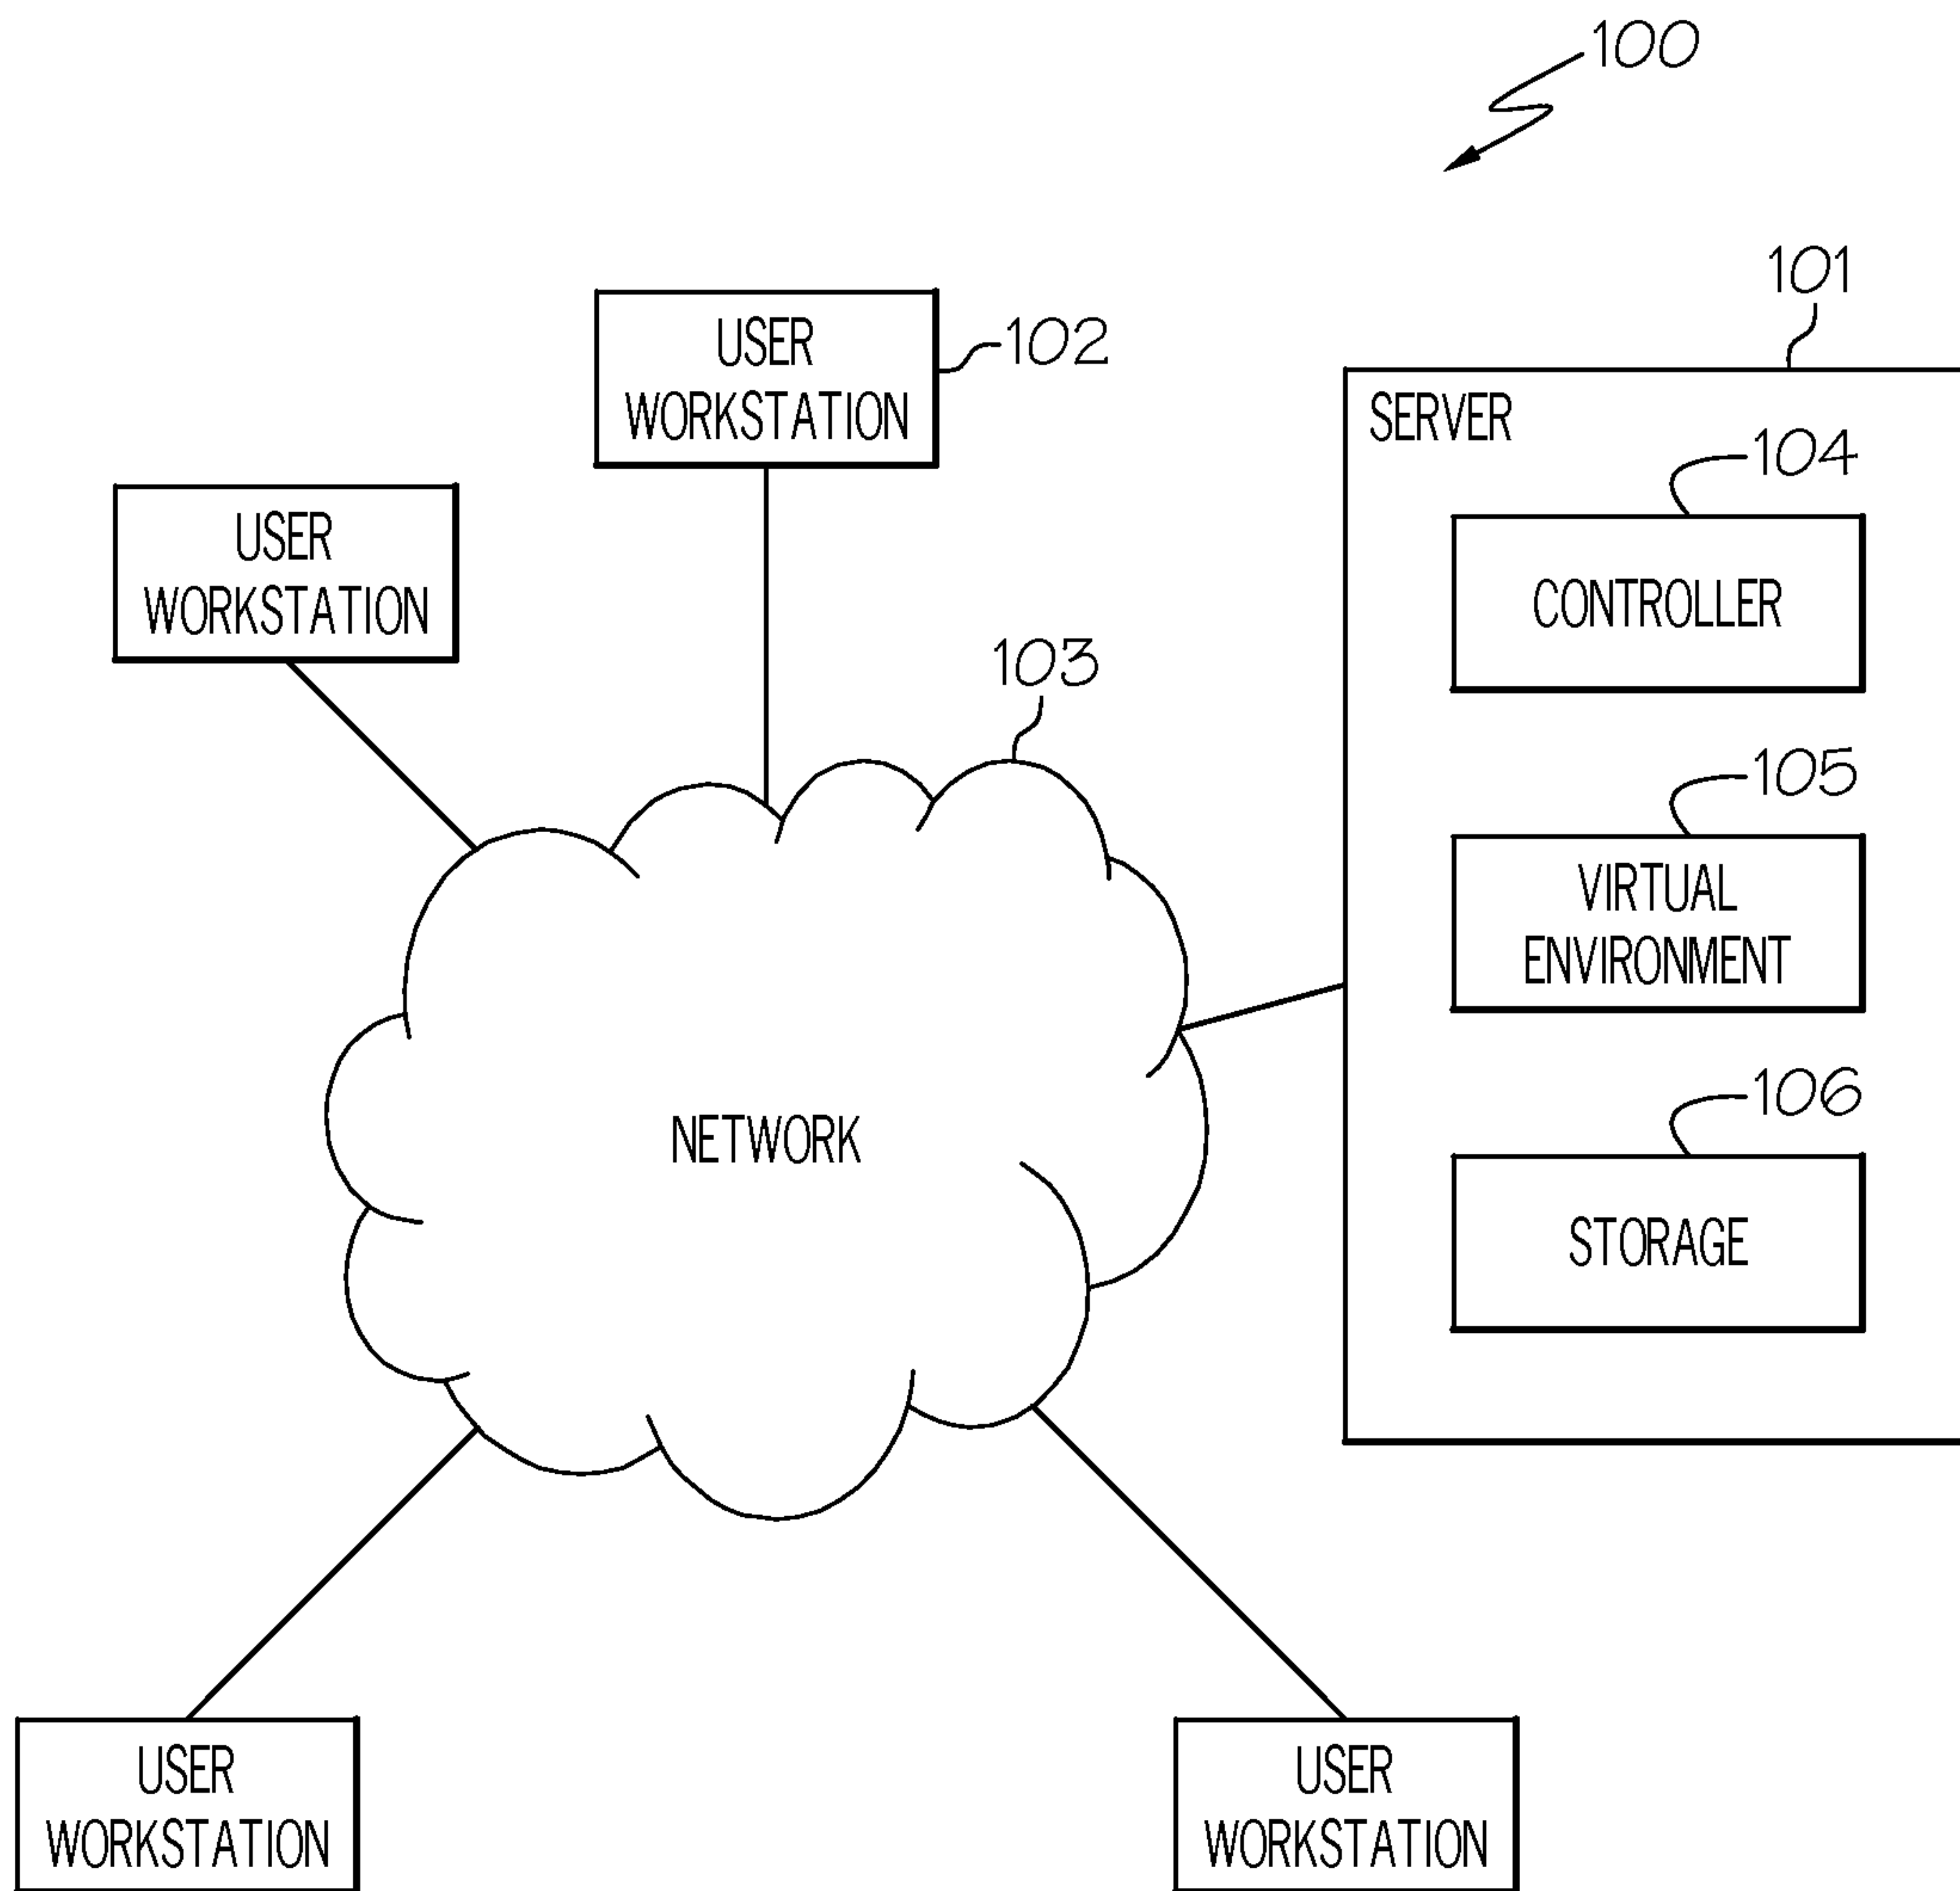 100
101
USER
WORKSTATION
102
SERVER
104
CONTROLLER
USER
WORKSTATION
103
105
VIRTUAL
ENVIRONMENT
106
NETWORK
STORAGE
USER
WORKSTATION
USER
WORKSTATION